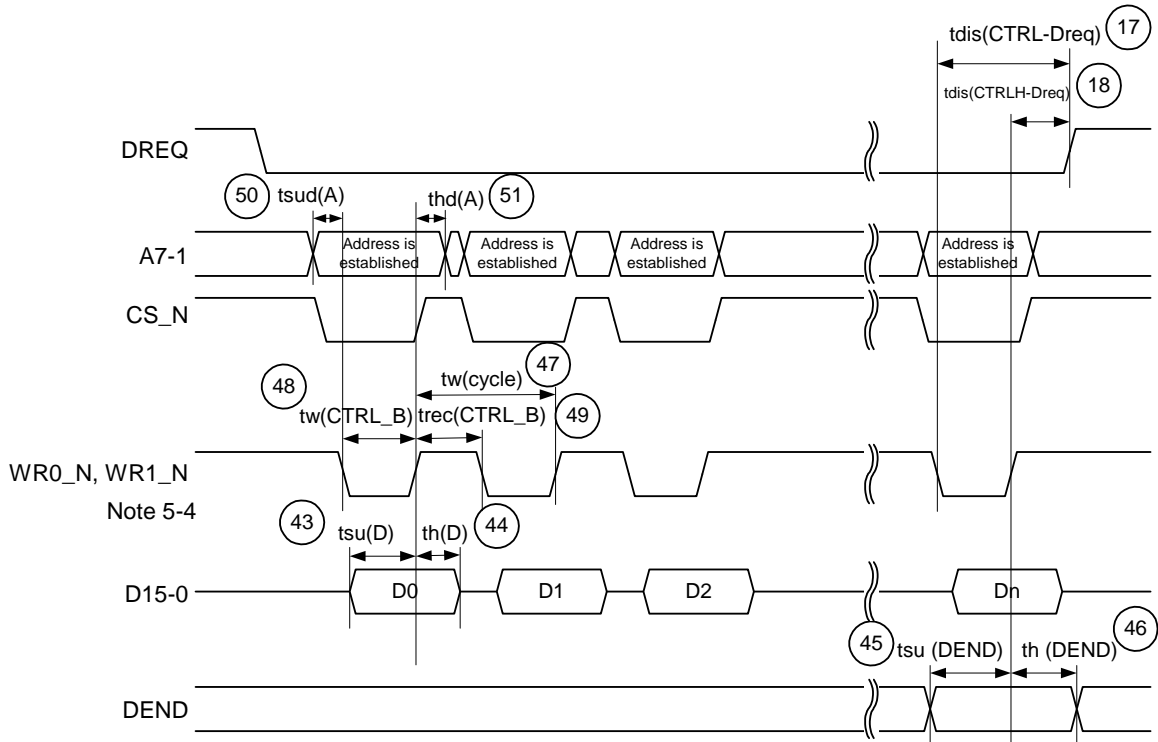 tdis(CTRL-Dreq) 17
tdis(CTRLH-Dreq) 18
DREQ
50 tsud(A) thd(A) 51
A7-1
Address is
established
Address is
established
Address is
established
Address is
established
CS_N
47
tw(cycle)
48
tw(CTRL_B) trec(CTRL_B) 49
WR0_N, WR1_N
Note 5-4
43 tsu(D) th(D) 44
D15-0
D0
D1
D2
Dn
45 tsu (DEND) th (DEND) 46
DEND